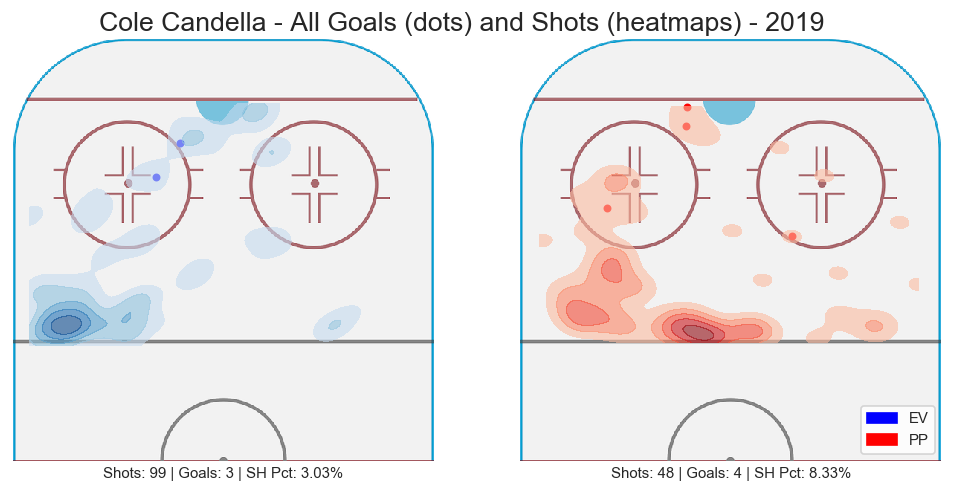 Cole Candella - All Goals (dots) and Shots (heatmaps) - 2019
EV
PP
Shots: 99 | Goals: 3 | SH Pct: 3.03%
Shots: 48 | Goals: 4 | SH Pct: 8.33%